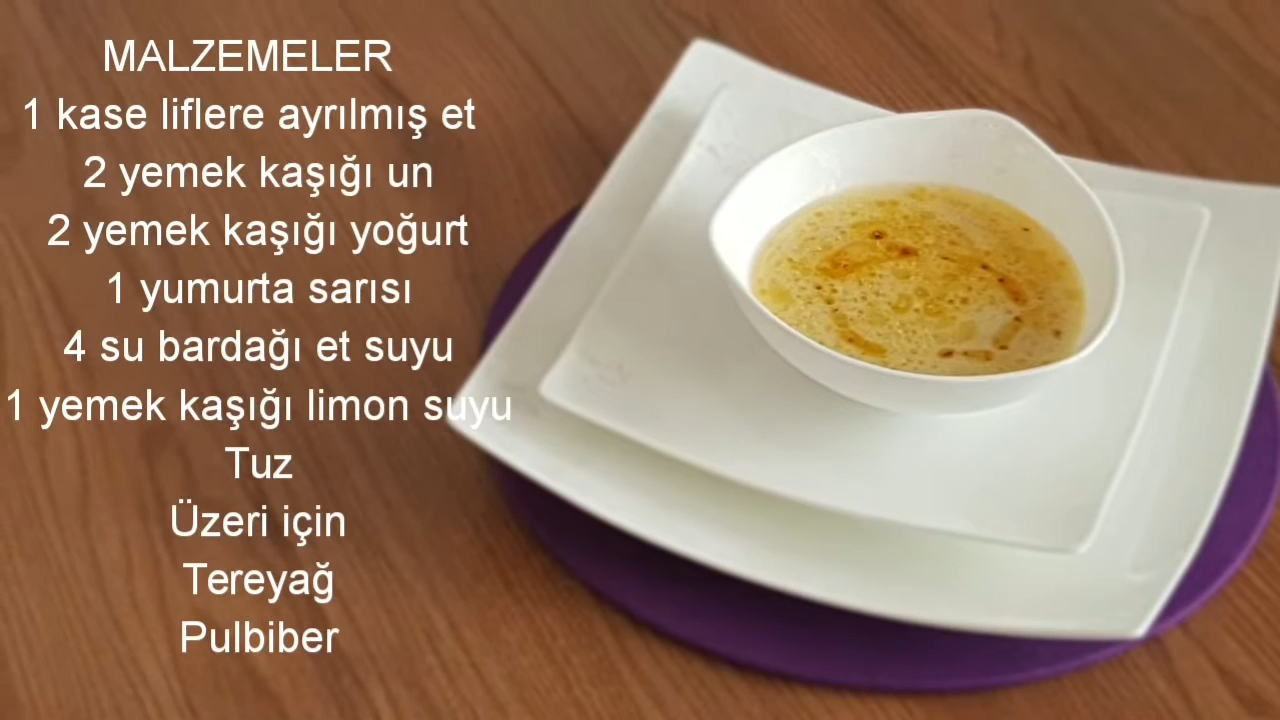 MALZEMELER
1 kase liflere ayrılmış et
2 yemek kaşığı un
2 yemek kaşığı yoğurt
1 yumurta sarısı
4 su bardağı et suyu
1 yemek kaşığı limon suyu
Tuz
Üzeri için
Tereyağ
Pulbiber